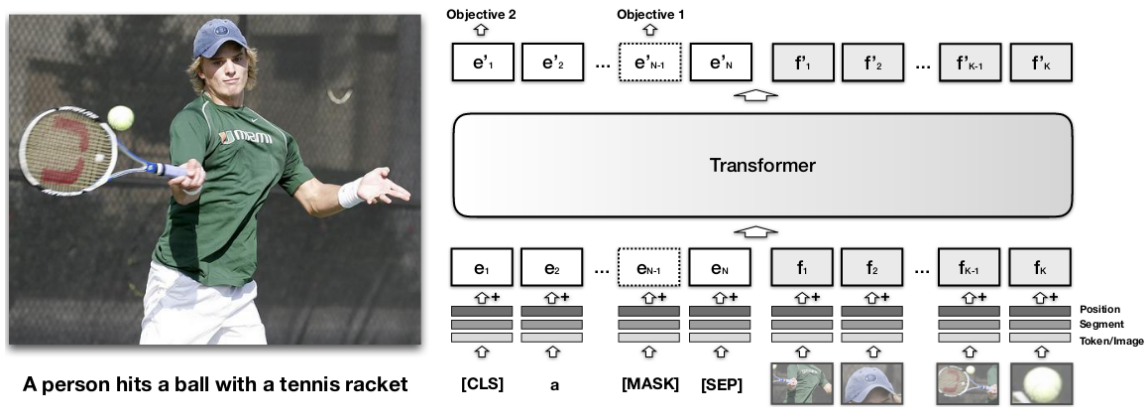 Objective 2 Objective 1
e'1 e'2 ... e'N-1 e'N f'1 f'2 ... f'K-1 f'K
Transformer
MIAMI
e1 e2 ... eN-1 eN f1 f2 ... fK-1 fK
+ + + + + + + +
Position
Segment
Token/Image
[CLS] a [MASK] [SEP]
A person hits a ball with a tennis racket